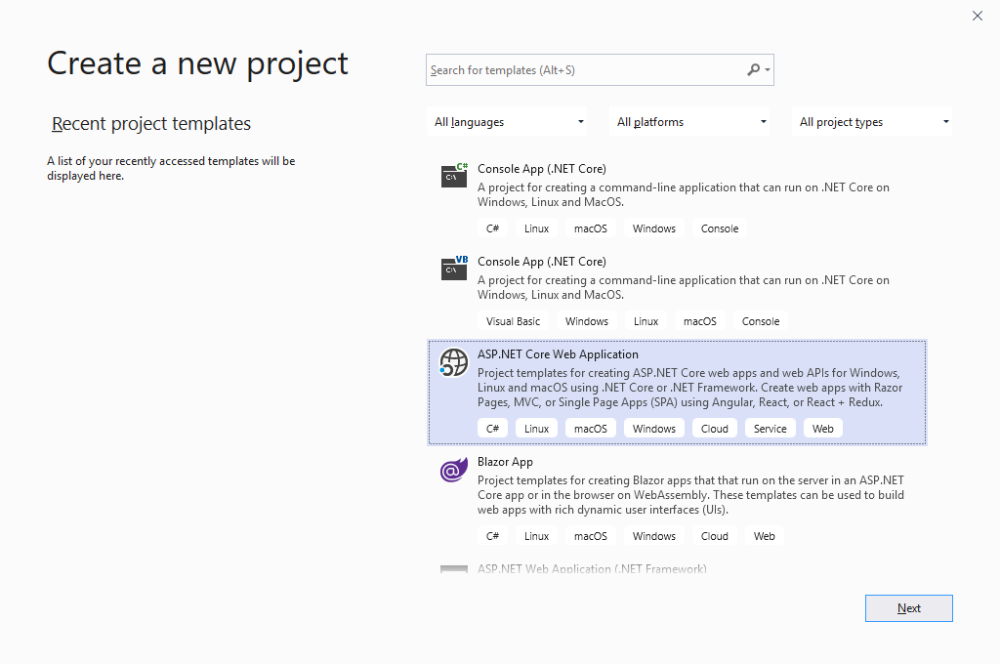 Create a new project
Search for templates (Alt+S)
Recent project templates
A list of your recently accessed templates will be
displayed here.
All languages
All platforms
All project types
C#
C:\
Console App (.NET Core)
A project for creating a command-line application that can run on .NET Core on
Windows, Linux and MacOS.
C# Linux macOS Windows Console
VB
C:\
Console App (.NET Core)
A project for creating a command-line application that can run on .NET Core on
Windows, Linux and MacOS.
Visual Basic Windows Linux macOS Console
ASP.NET Core Web Application
Project templates for creating ASP.NET Core web apps and web APIs for Windows,
Linux and macOS using .NET Core or .NET Framework. Create web apps with Razor
Pages, MVC, or Single Page Apps (SPA) using Angular, React, or React + Redux.
C# Linux macOS Windows Cloud Service Web
@
Blazor App
Project templates for creating Blazor apps that that run on the server in an ASP.NET
Core app or in the browser on WebAssembly. These templates can be used to build
web apps with rich dynamic user interfaces (UIs).
C# Linux macOS Windows Cloud Web
ASP.NET Web Application (.NET Framework)
Next